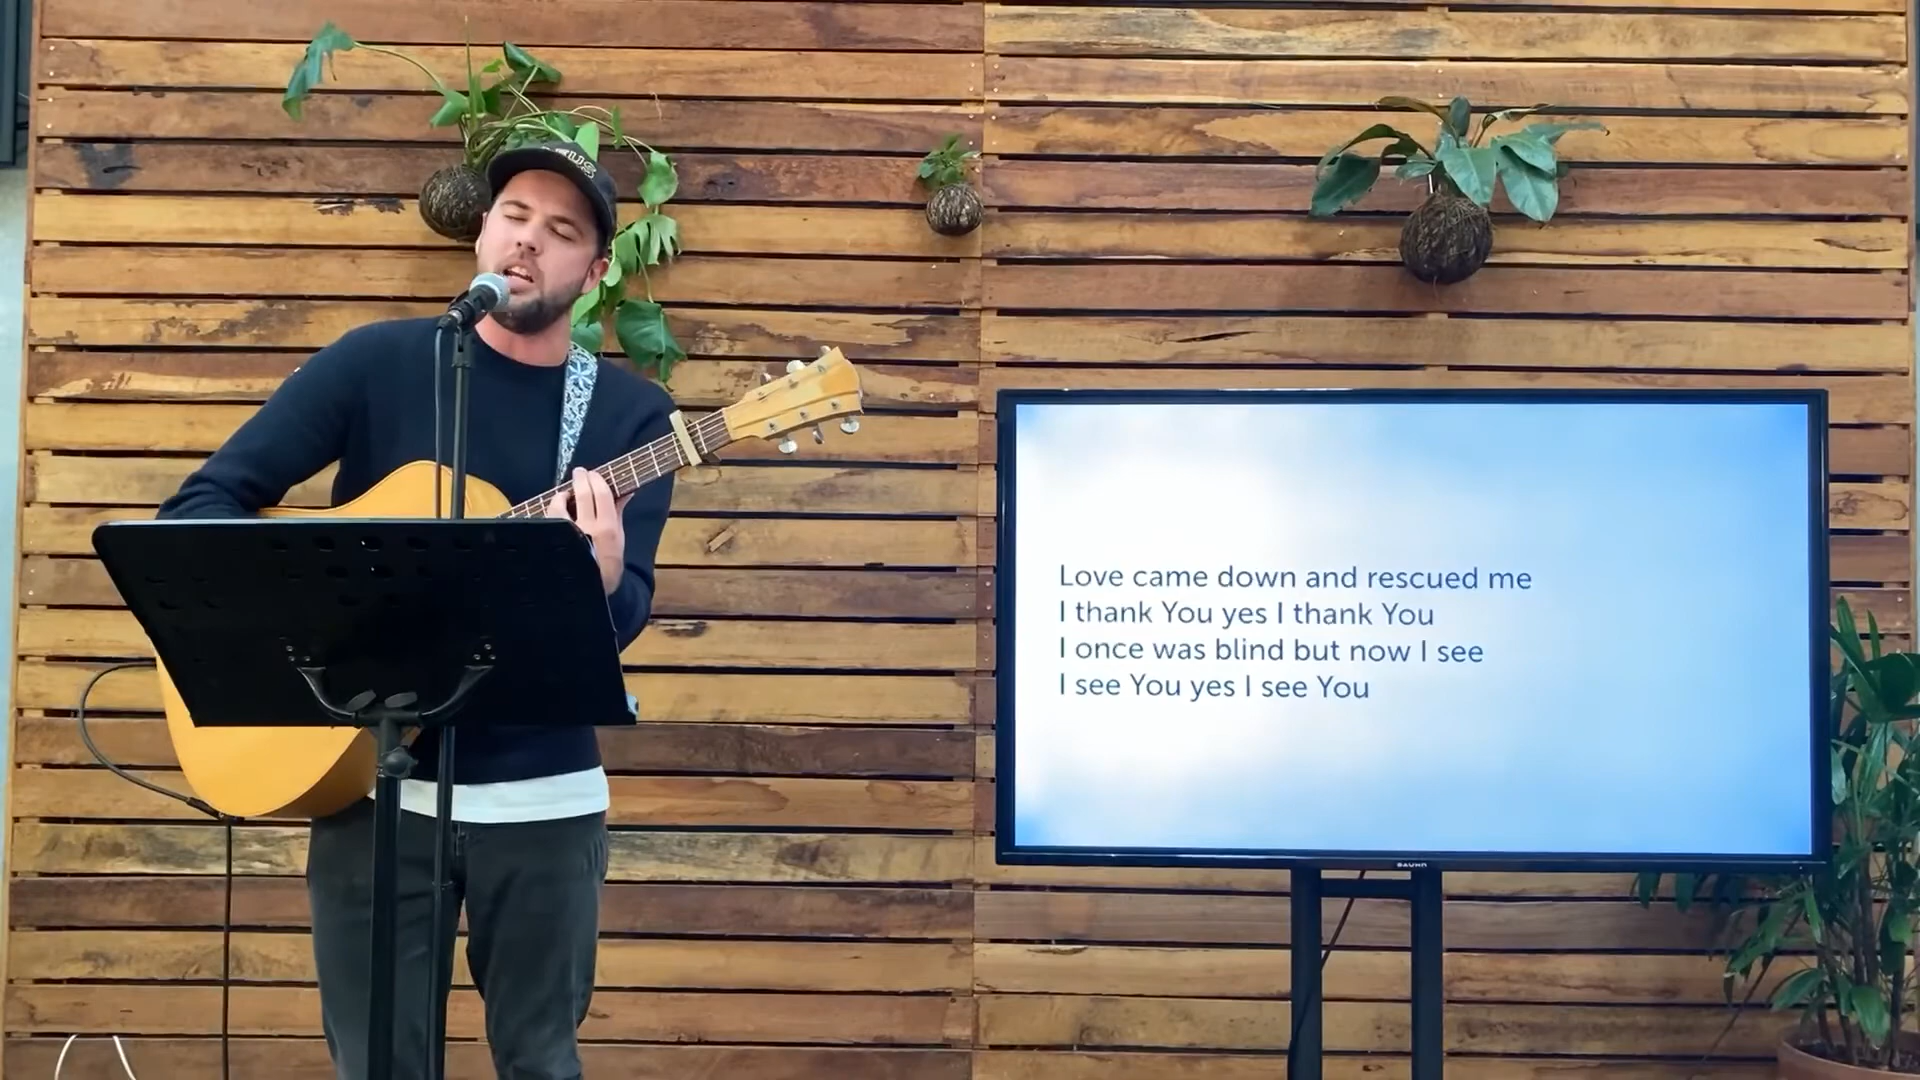 Love came down and rescued me
I thank You yes I thank You
I once was blind but now I see
I see You yes I see You
BAUHN